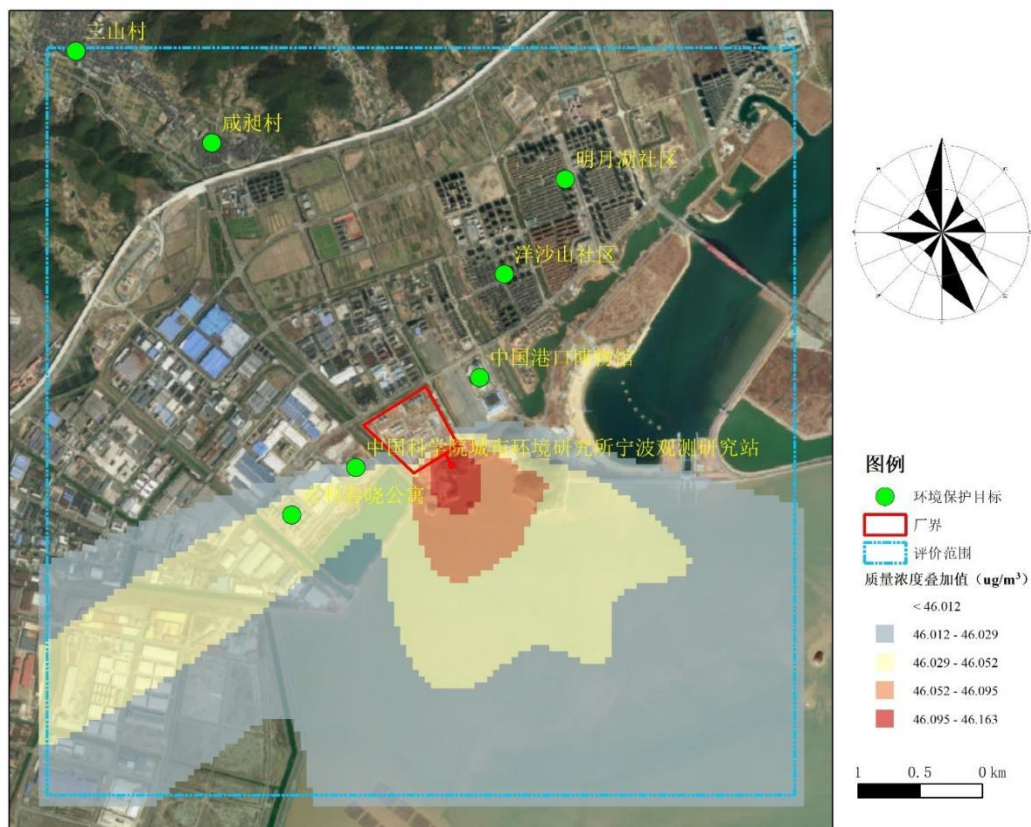 三山村
咸昶村
明月湖社区
洋沙山社区
中国港口博物馆
中国科学院城市环境研究所宁波观测研究站
春晓公寓
图例
环境保护目标
厂界
评价范围
质量浓度叠加值（ug/m³）
< 46.012
46.012 - 46.029
46.029 - 46.052
46.052 - 46.095
46.095 - 46.163
1 0.5 0 km